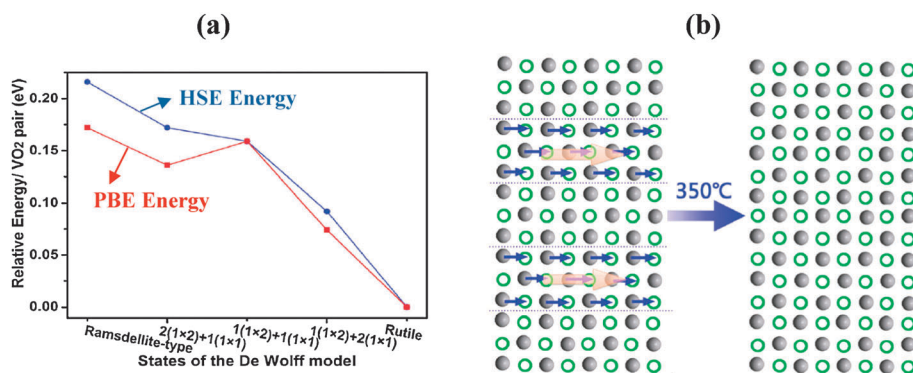 (a)
(b)
HSE Energy
PBE Energy
Relative Energy/ VO2 pair (eV)
0.20
0.15
0.10
0.05
0.00
Ramsdellite-type
2(1×2)+1(1×1)
1(1×2)+1(1×1)
1(1×2)+2(1×1)
Rutile
States of the De Wolff model
350℃